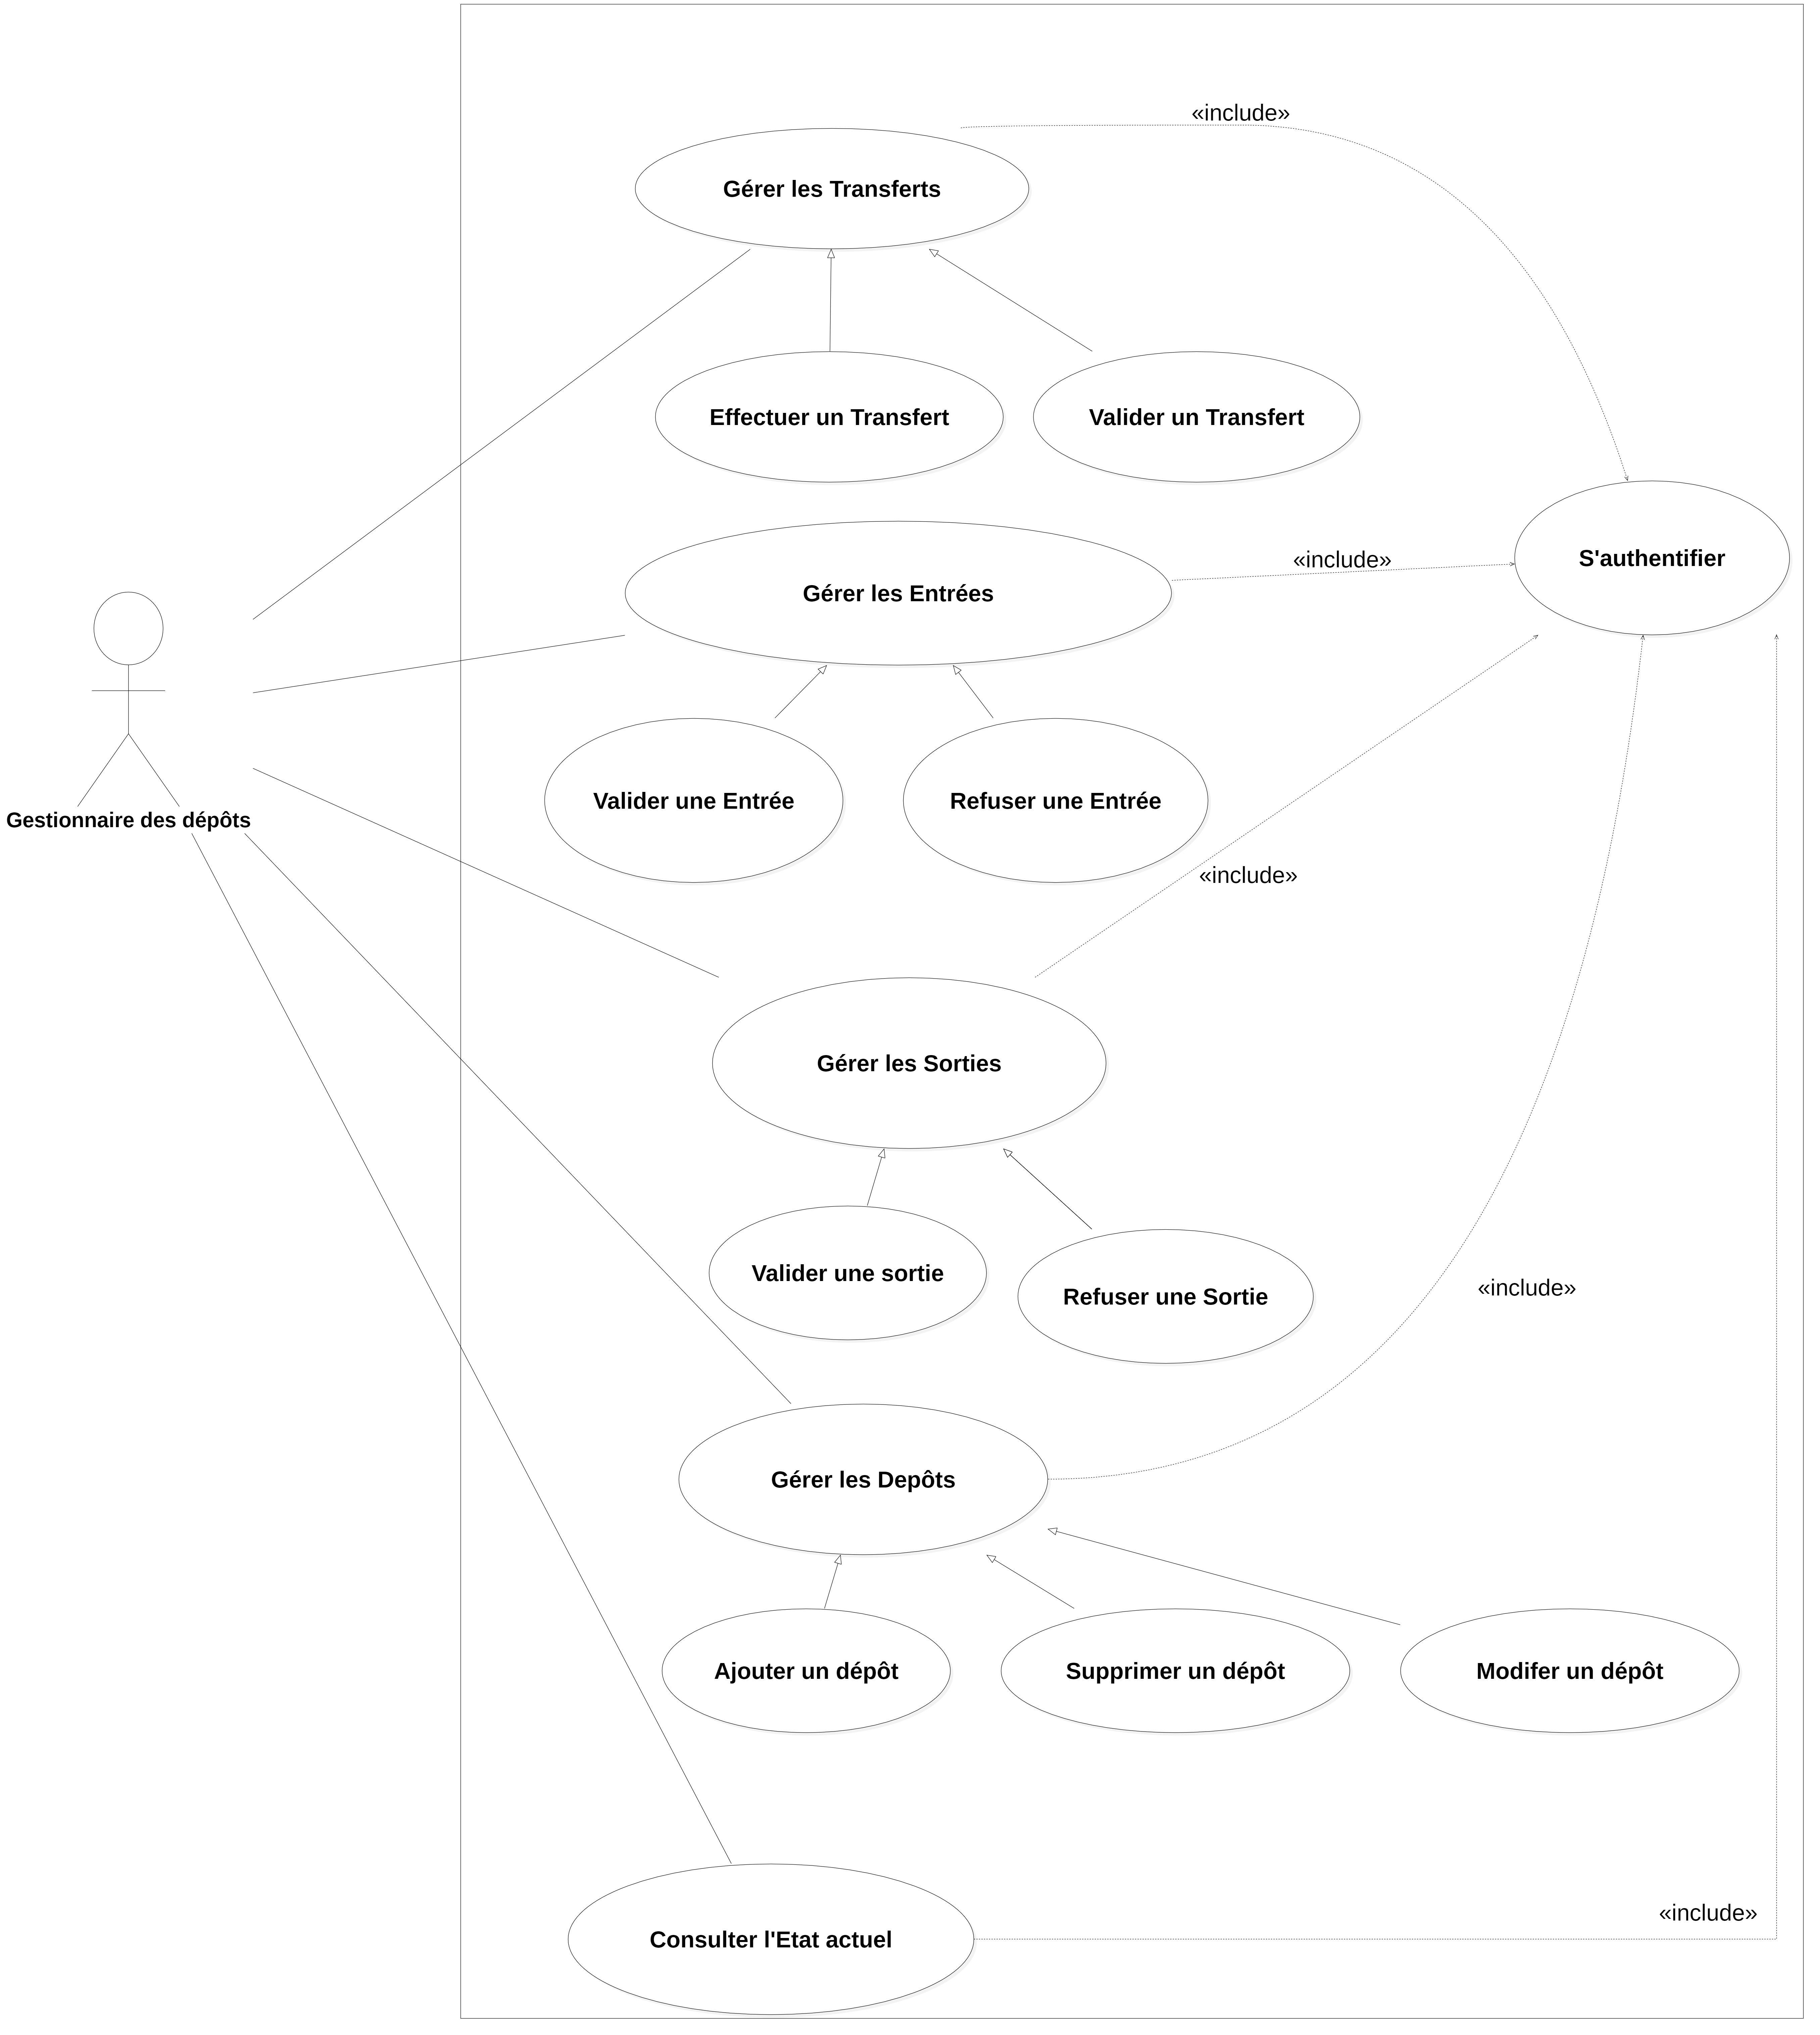 «include»
Gérer les Transferts
Effectuer un Transfert
Valider un Transfert
«include»
S'authentifier
Gérer les Entrées
Valider une Entrée
Refuser une Entrée
Gestionnaire des dépôts
«include»
Gérer les Sorties
Valider une sortie
Refuser une Sortie
«include»
Gérer les Depôts
Ajouter un dépôt
Supprimer un dépôt
Modifer un dépôt
«include»
Consulter l'Etat actuel